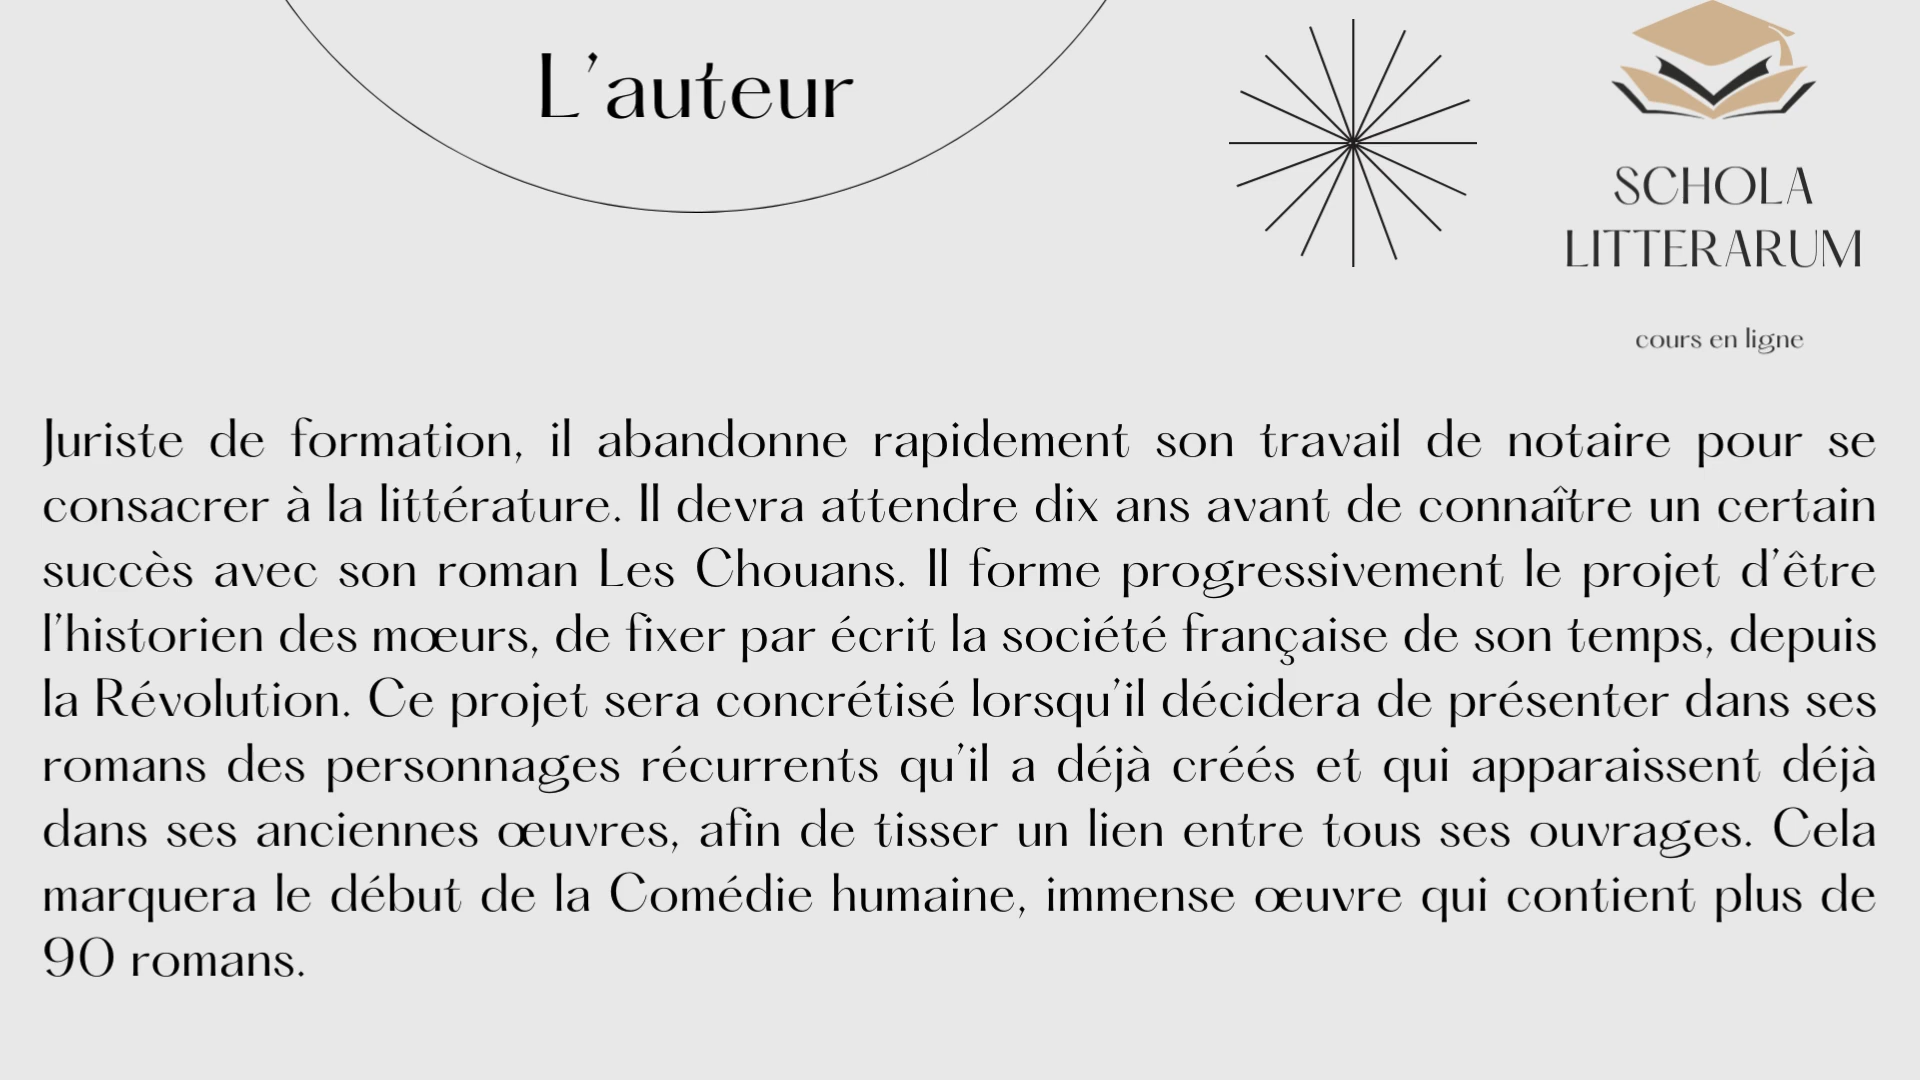 L'auteur
SCHOLA
LITTERARUM
cours en ligne
Juriste de formation, il abandonne rapidement son travail de notaire pour se
consacrer à la littérature. Il devra attendre dix ans avant de connaître un certain
succès avec son roman Les Chouans. Il forme progressivement le projet d'être
l'historien des mœurs, de fixer par écrit la société française de son temps, depuis
la Révolution. Ce projet sera concrétisé lorsqu'il décidera de présenter dans ses
romans des personnages récurrents qu'il a déjà créés et qui apparaissent déjà
dans ses anciennes œuvres, afin de tisser un lien entre tous ses ouvrages. Cela
marquera le début de la Comédie humaine, immense œuvre qui contient plus de
90 romans.